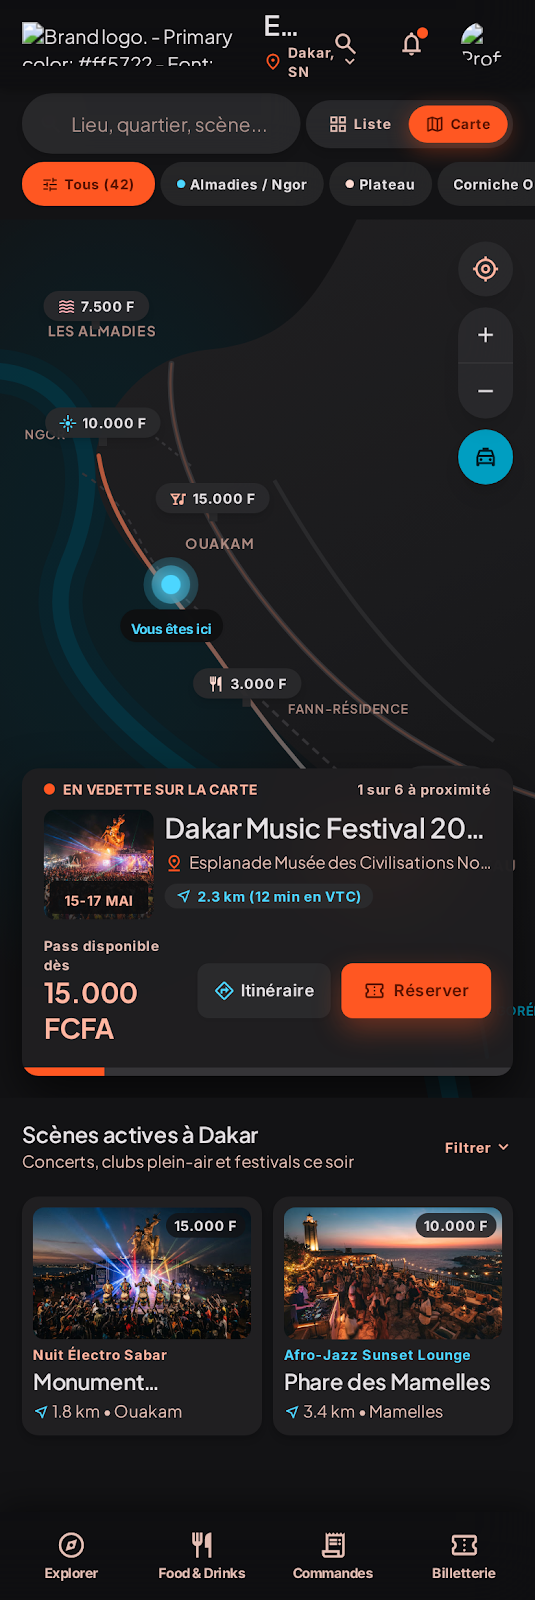 Brand logo. - Primary
color: #ff5722 - Font:
E...
Dakar,
SN
Prof
Lieu, quartier, scène...
Liste
Carte
Tous (42)
Almadies / Ngor
Plateau
Corniche O
7.500 F
LES ALMADIES
10.000 F
NGOR
15.000 F
OUAKAM
Vous êtes ici
3.000 F
FANN-RÉSIDENCE
EN VEDETTE SUR LA CARTE
1 sur 6 à proximité
Dakar Music Festival 20...
Esplanade Musée des Civilisations No...
15-17 MAI
2.3 km (12 min en VTC)
Pass disponible
dès
15.000
FCFA
Itinéraire
Réserver
Scènes actives à Dakar
Concerts, clubs plein-air et festivals ce soir
Filtrer
15.000 F
Nuit Électro Sabar
Monument...
1.8 km • Ouakam
10.000 F
Afro-Jazz Sunset Lounge
Phare des Mamelles
3.4 km • Mamelles
Explorer
Food & Drinks
Commandes
Billetterie